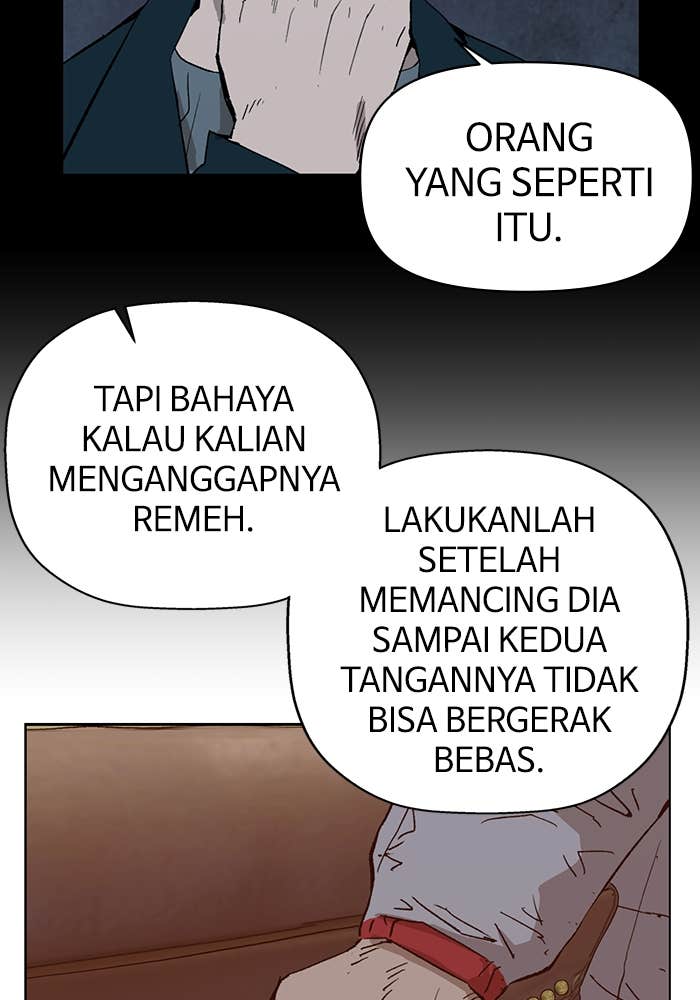 ORANG
YANG SEPERTI
ITU.
TAPI BAHAYA
KALAU KALIAN
MENGANGGAPNYA
REMEH.
LAKUKANLAH
SETELAH
MEMANCING DIA
SAMPAI KEDUA
TANGANNYA TIDAK
BISA BERGERAK
BEBAS.